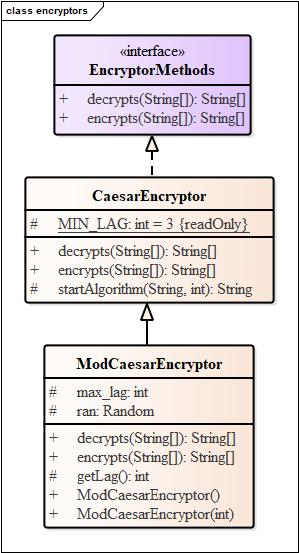 class encryptors
«interface»
EncryptorMethods
+ decrypts(String[]): String[]
+ encrypts(String[]): String[]
CaesarEncryptor
# MIN_LAG: int = 3 {readOnly}
+ decrypts(String[]): String[]
+ encrypts(String[]): String[]
# startAlgorithm(String, int): String
ModCaesarEncryptor
# max_lag: int
# ran: Random
+ decrypts(String[]): String[]
+ encrypts(String[]): String[]
# getLag(): int
+ ModCaesarEncryptor()
+ ModCaesarEncryptor(int)